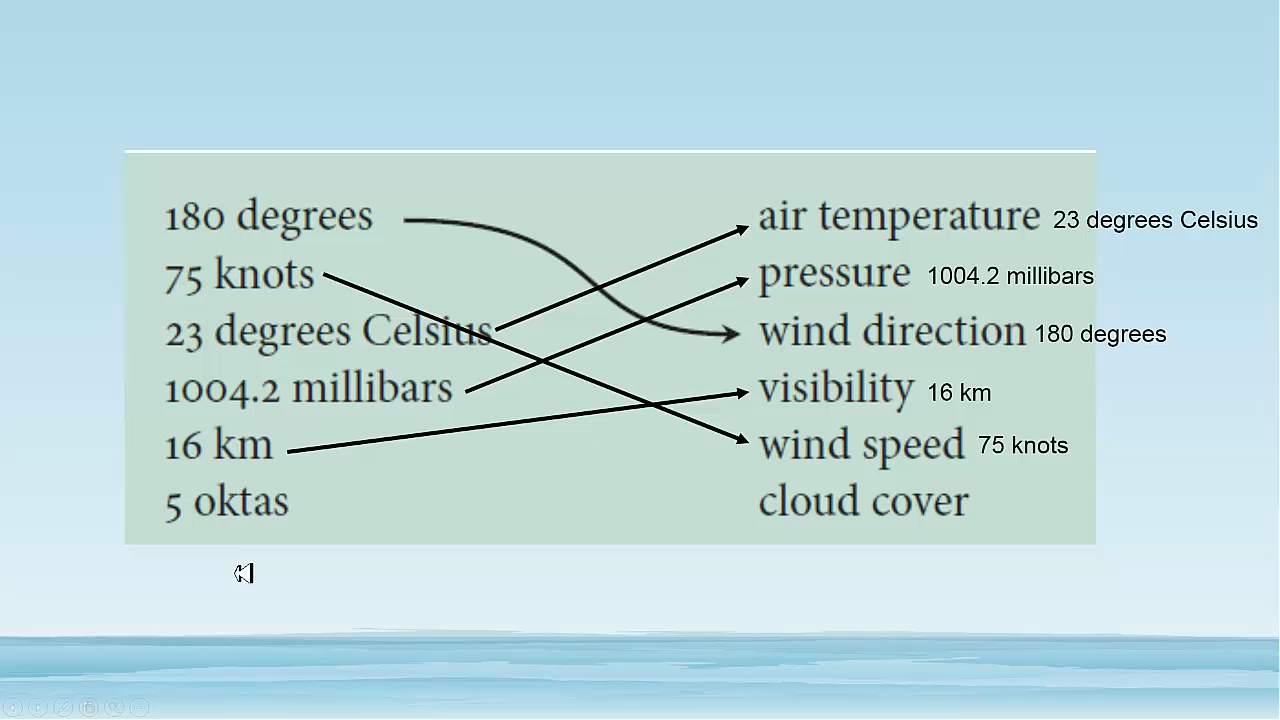 180 degrees
75 knots
23 degrees Celsius
1004.2 millibars
16 km
5 oktas
air temperature 23 degrees Celsius
pressure 1004.2 millibars
wind direction 180 degrees
visibility 16 km
wind speed 75 knots
cloud cover